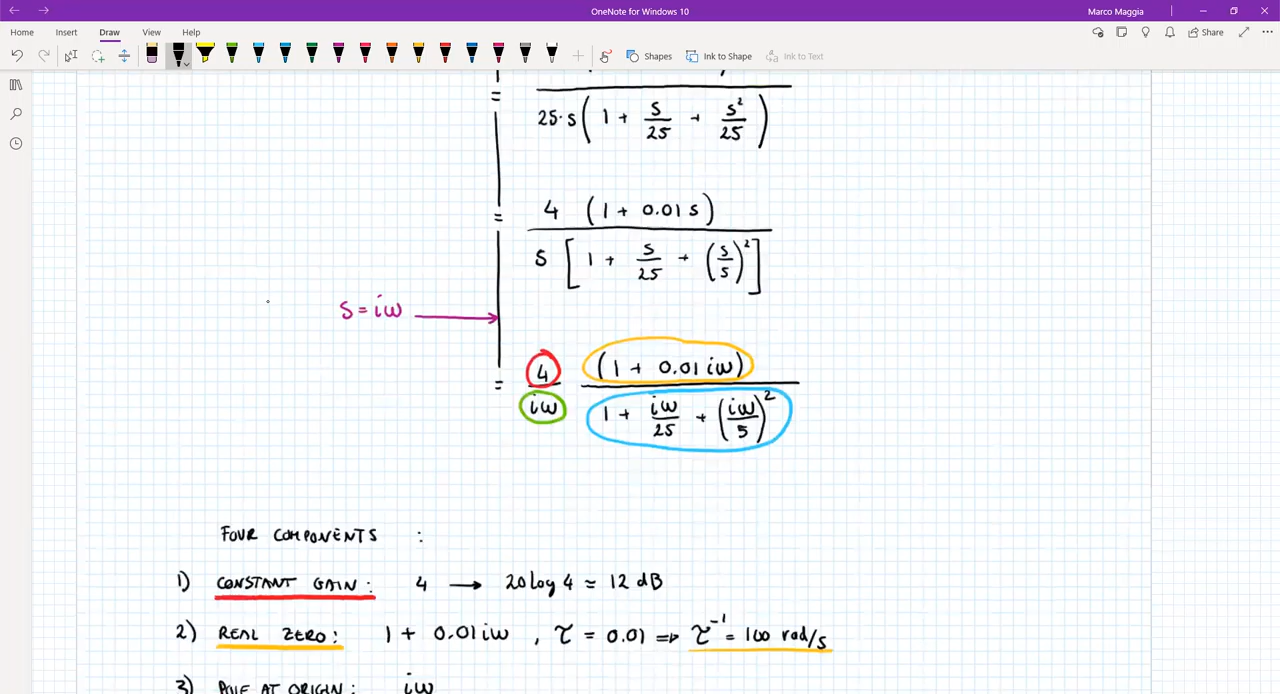 OneNote for Windows 10
Marco Maggia
Home Insert Draw View Help
Share
Shapes Ink to Shape Ink to Text
=
25·s(1 + s/25 + s²/25)
= 4 (1 + 0.01 s)
s [1 + s/25 + (s/5)²]
s = iω
= 4 (1 + 0.01 iω)
iω 1 + iω/25 + (iω/5)²
FOUR COMPONENTS :
1) CONSTANT GAIN: 4 → 20 log 4 = 12 dB
2) REAL ZERO: 1 + 0.01 iω , τ = 0.01 ⇒ τ⁻¹ = 100 rad/s
3) POLE AT ORIGIN: iω